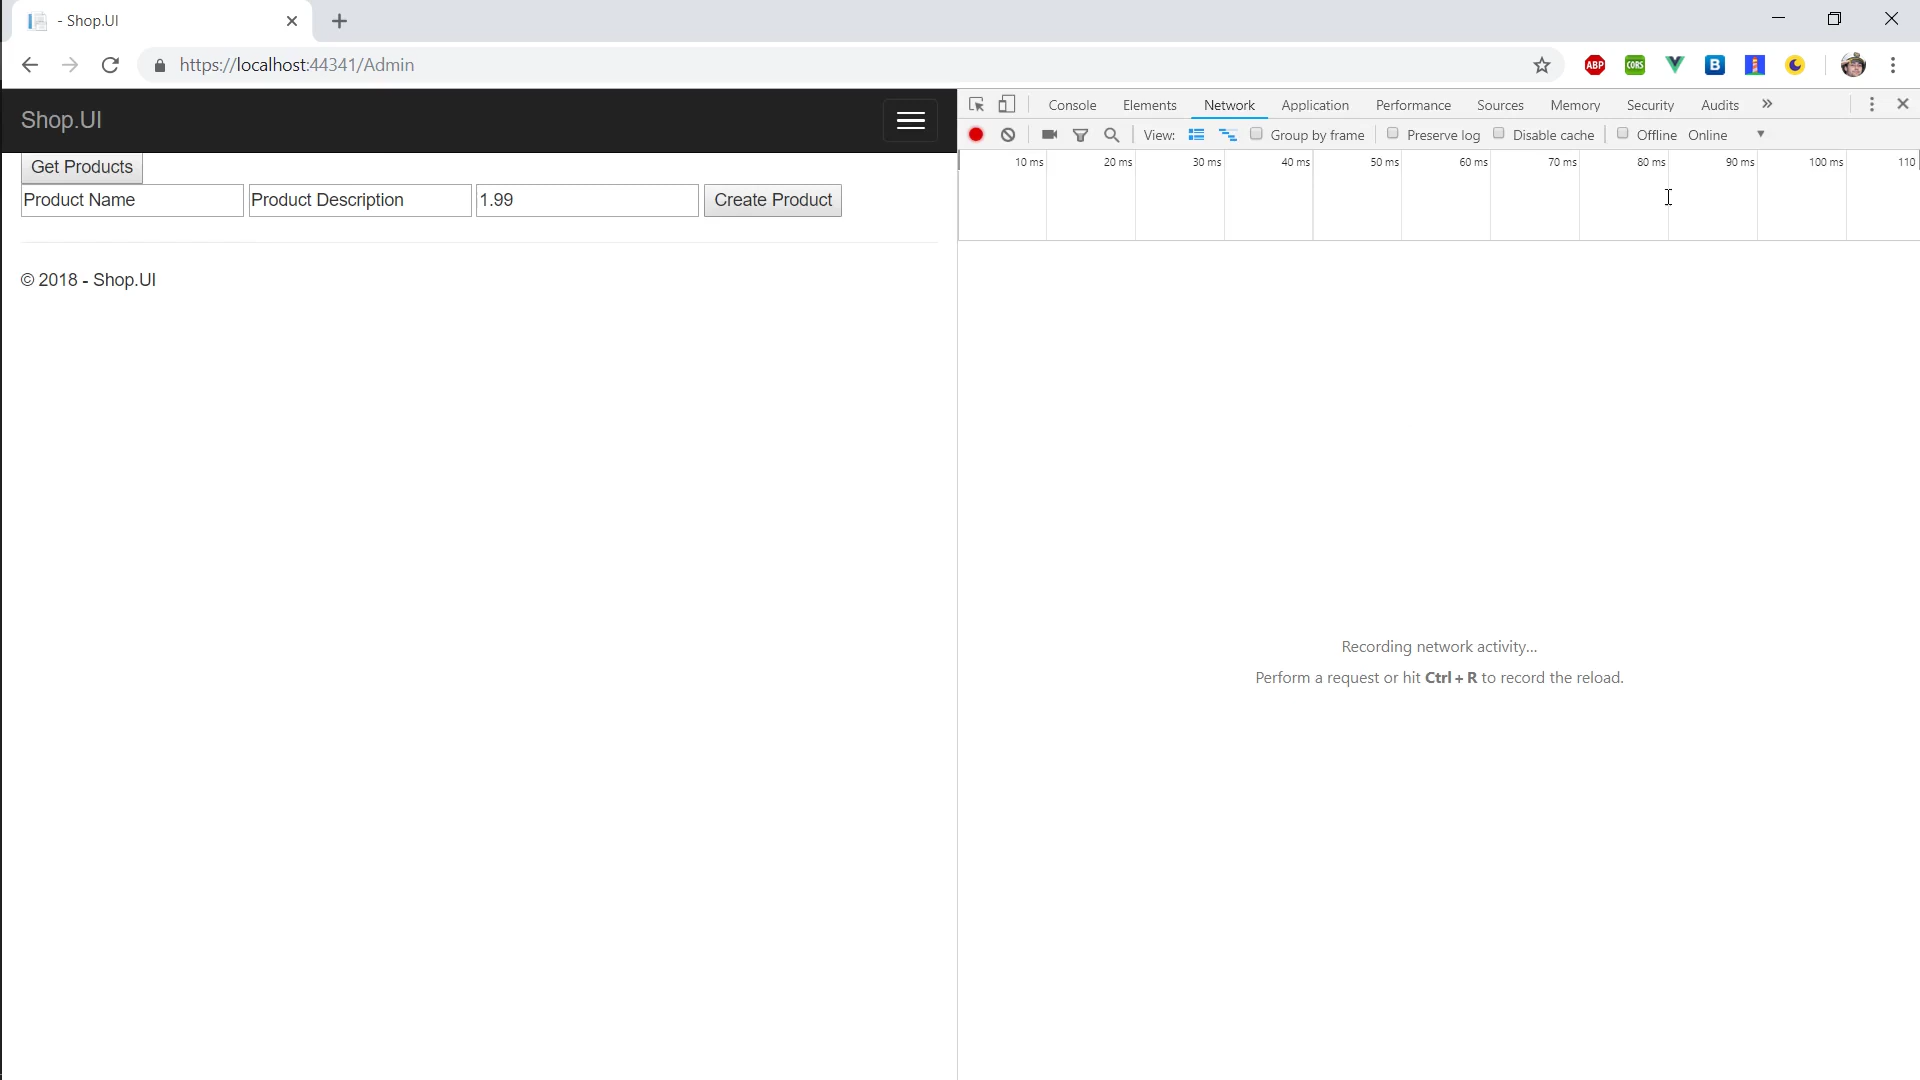 - Shop.UI
https://localhost:44341/Admin
ABP
CORS
B
Shop.UI
Console Elements Network Application Performance Sources Memory Security Audits
View: Group by frame Preserve log Disable cache Offline Online
10 ms 20 ms 30 ms 40 ms 50 ms 60 ms 70 ms 80 ms 90 ms 100 ms 110
Get Products
Product Name Product Description 1.99 Create Product
© 2018 - Shop.UI
Recording network activity...
Perform a request or hit Ctrl + R to record the reload.